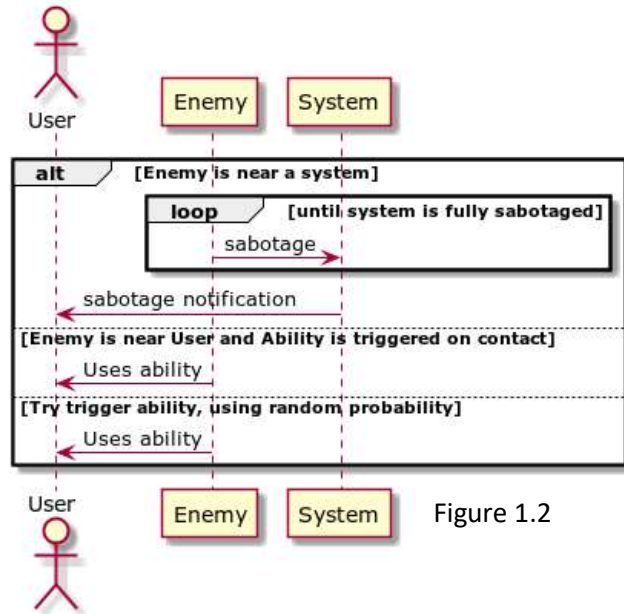 User
Enemy
System
alt [Enemy is near a system]
loop [until system is fully sabotaged]
sabotage
sabotage notification
[Enemy is near User and Ability is triggered on contact]
Uses ability
[Try trigger ability, using random probability]
Uses ability
User
Enemy
System
Figure 1.2